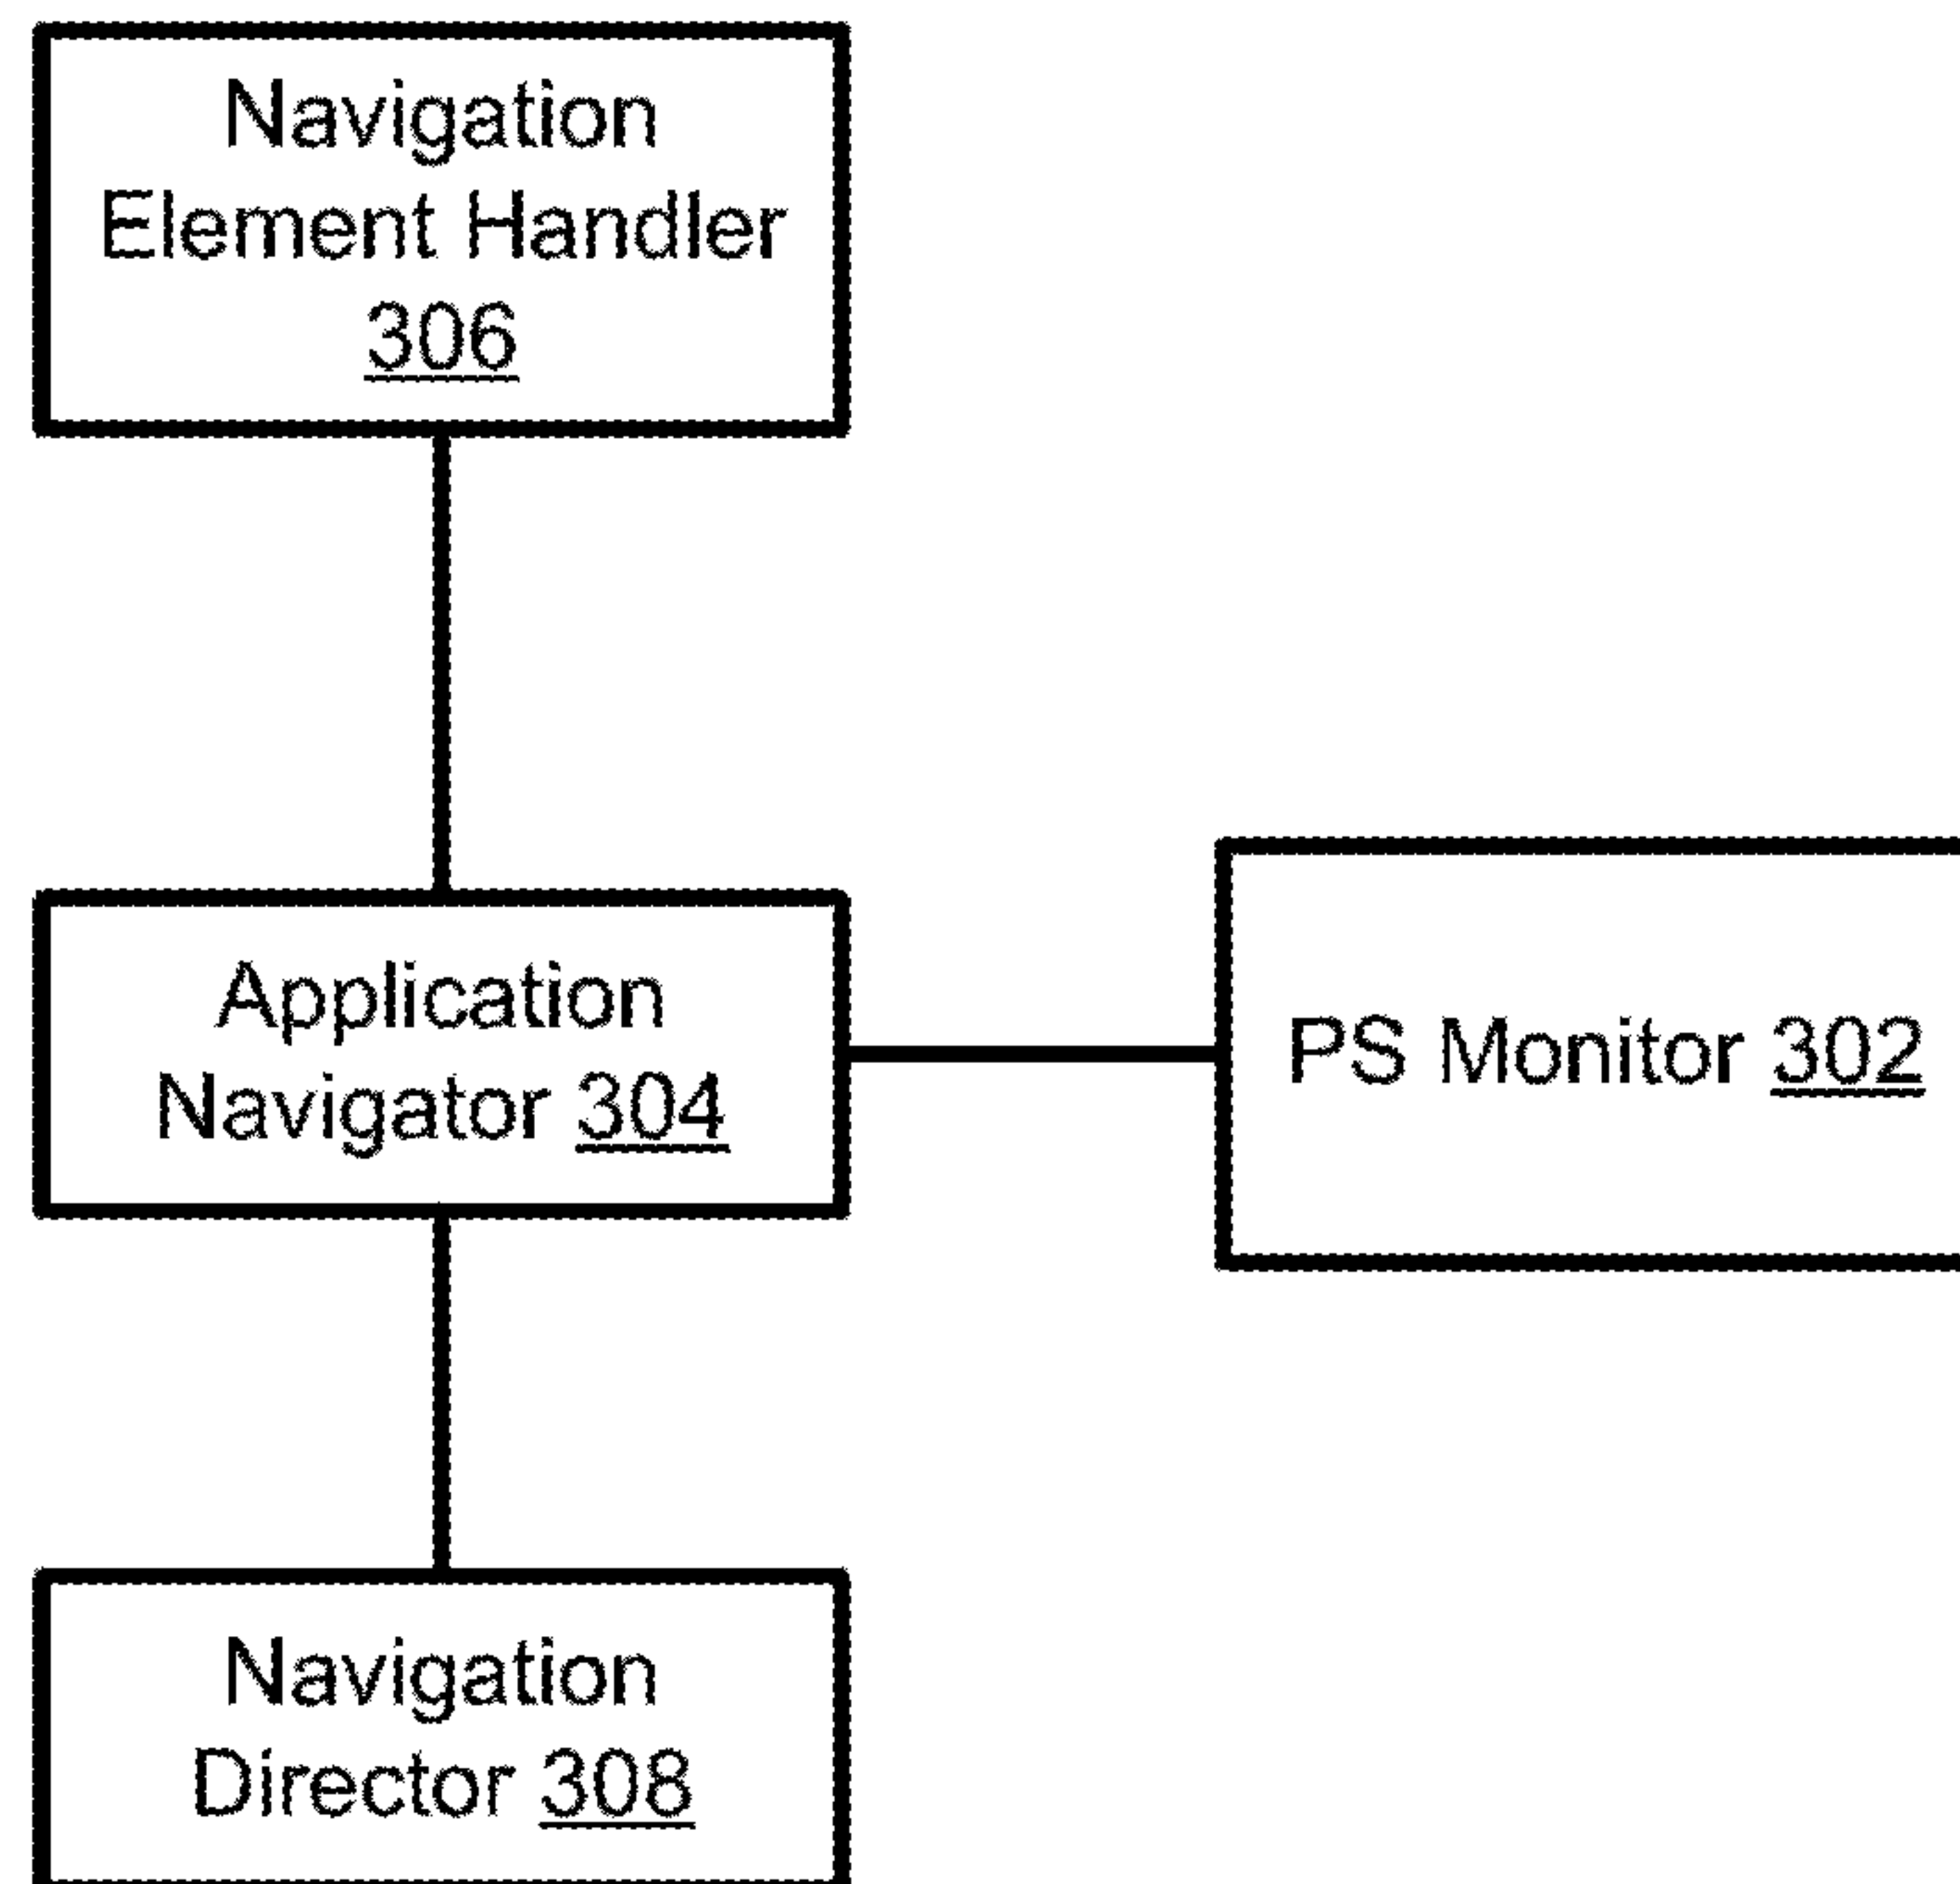 Navigation
Element Handler
306
Application
Navigator 304
PS Monitor 302
Navigation
Director 308